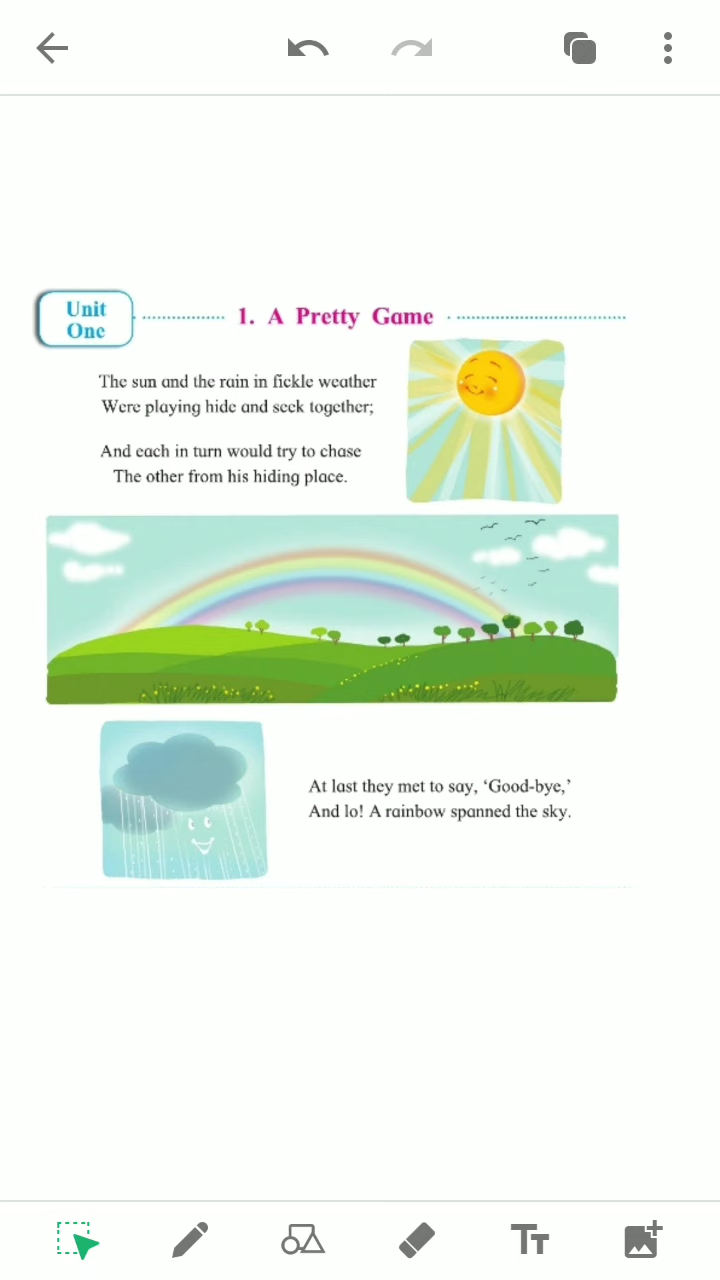 Unit
One
1. A Pretty Game
The sun and the rain in fickle weather
Were playing hide and seek together;
And each in turn would try to chase
The other from his hiding place.
At last they met to say, ‘Good-bye,’
And lo! A rainbow spanned the sky.
TT